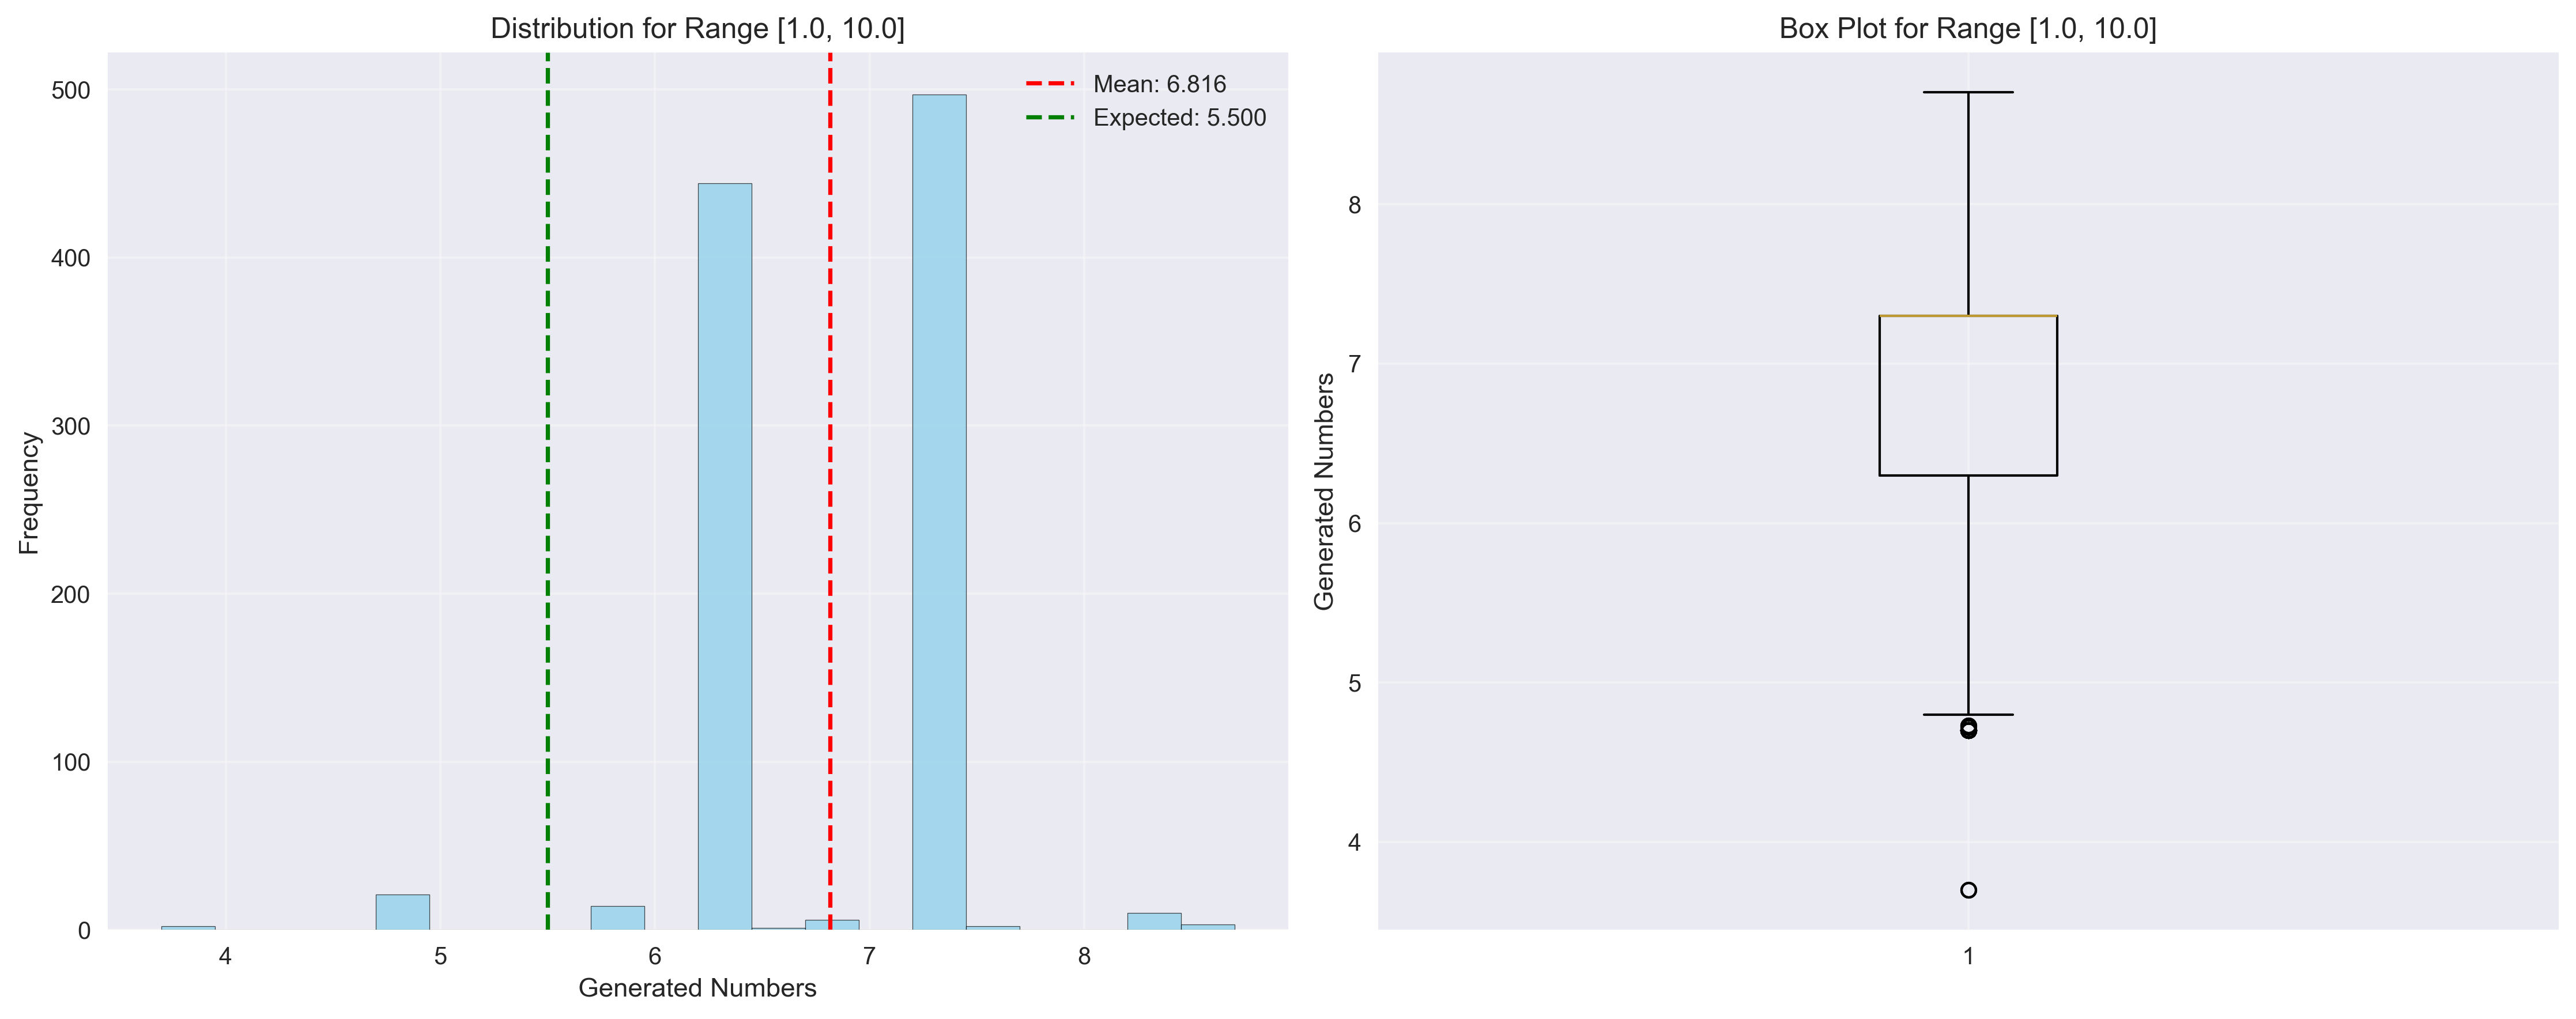 Distribution for Range [1.0, 10.0]
Mean: 6.816
Expected: 5.500
500
400
300
200
100
0
Frequency
4 5 6 7 8
Generated Numbers
Box Plot for Range [1.0, 10.0]
8
7
6
5
4
Generated Numbers
1